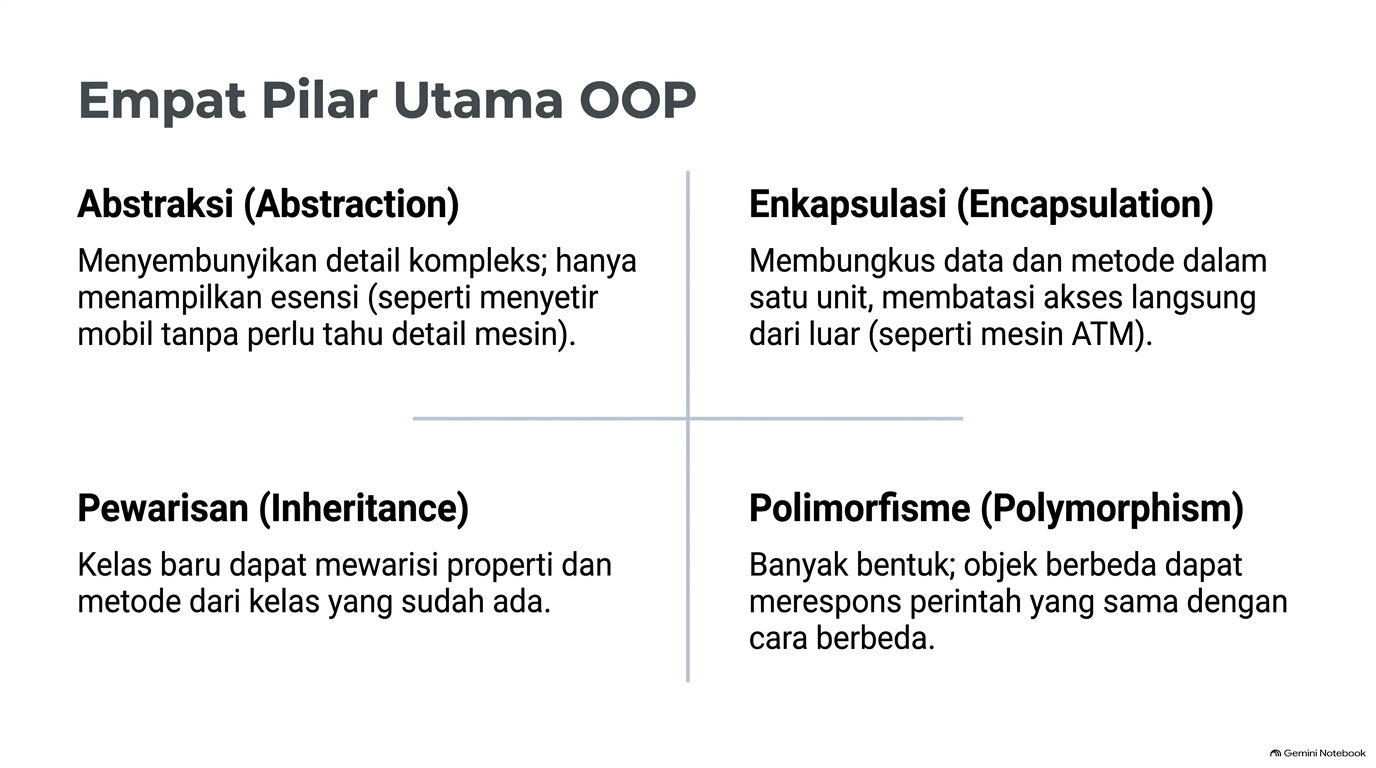 Empat Pilar Utama OOP
Abstraksi (Abstraction)
Menyembunyikan detail kompleks; hanya
menampilkan esensi (seperti menyetir
mobil tanpa perlu tahu detail mesin).
Enkapsulasi (Encapsulation)
Membungkus data dan metode dalam
satu unit, membatasi akses langsung
dari luar (seperti mesin ATM).
Pewarisan (Inheritance)
Kelas baru dapat mewarisi properti dan
metode dari kelas yang sudah ada.
Polimorfisme (Polymorphism)
Banyak bentuk; objek berbeda dapat
merespons perintah yang sama dengan
cara berbeda.
Gemini Notebook